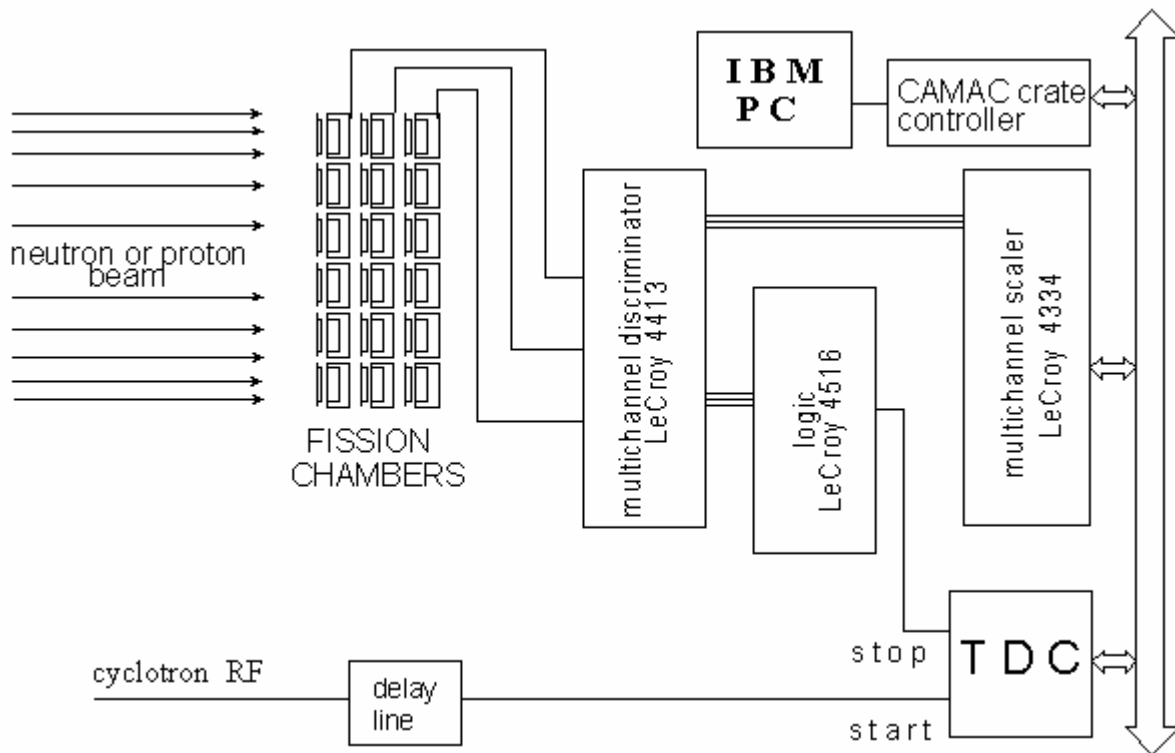 I B M
P C
CAMAC crate
controller
neutron or proton
beam
FISSION
CHAMBERS
multichannel discriminator
LeCroy 4413
logic
LeCroy 4516
multichannel scaler
LeCroy 4334
cyclotron RF
delay
line
stop
start
T D C